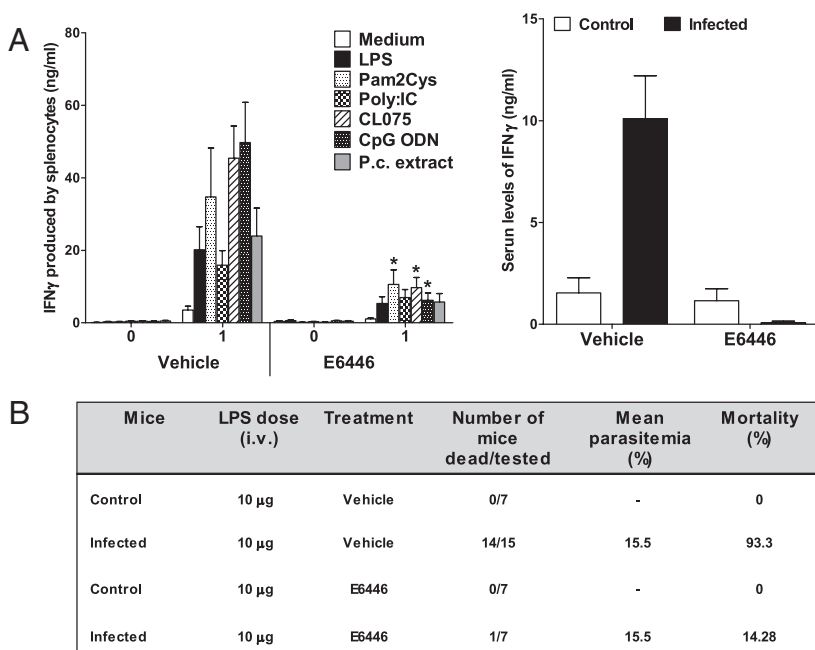 A
IFNγ produced by splenocytes (ng/ml)
80
60
40
20
0
Medium
LPS
Pam2Cys
Poly:IC
CL075
CpG ODN
P.c. extract
* * *
0 1 0 1
Vehicle E6446
Serun levels of IFNγ (ng/ml)
15
10
5
0
Control Infected
Vehicle E6446
B
Mice LPS dose (i.v.) Treatment Number of mice dead/tested Mean parasitemia (%) Mortality (%)
Control 10 μg Vehicle 0/7 - 0
Infected 10 μg Vehicle 14/15 15.5 93.3
Control 10 μg E6446 0/7 - 0
Infected 10 μg E6446 1/7 15.5 14.28